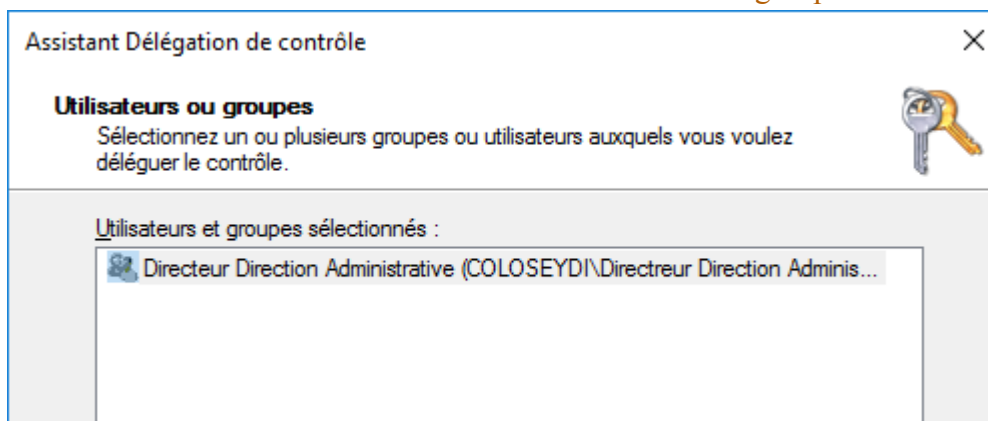 Assistant Délégation de contrôle
Utilisateurs ou groupes
Sélectionnez un ou plusieurs groupes ou utilisateurs auxquels vous voulez
déléguer le contrôle.
Utilisateurs et groupes sélectionnés :
Directeur Direction Administrative (COLOSEYDI\Directreur Direction Adminis...